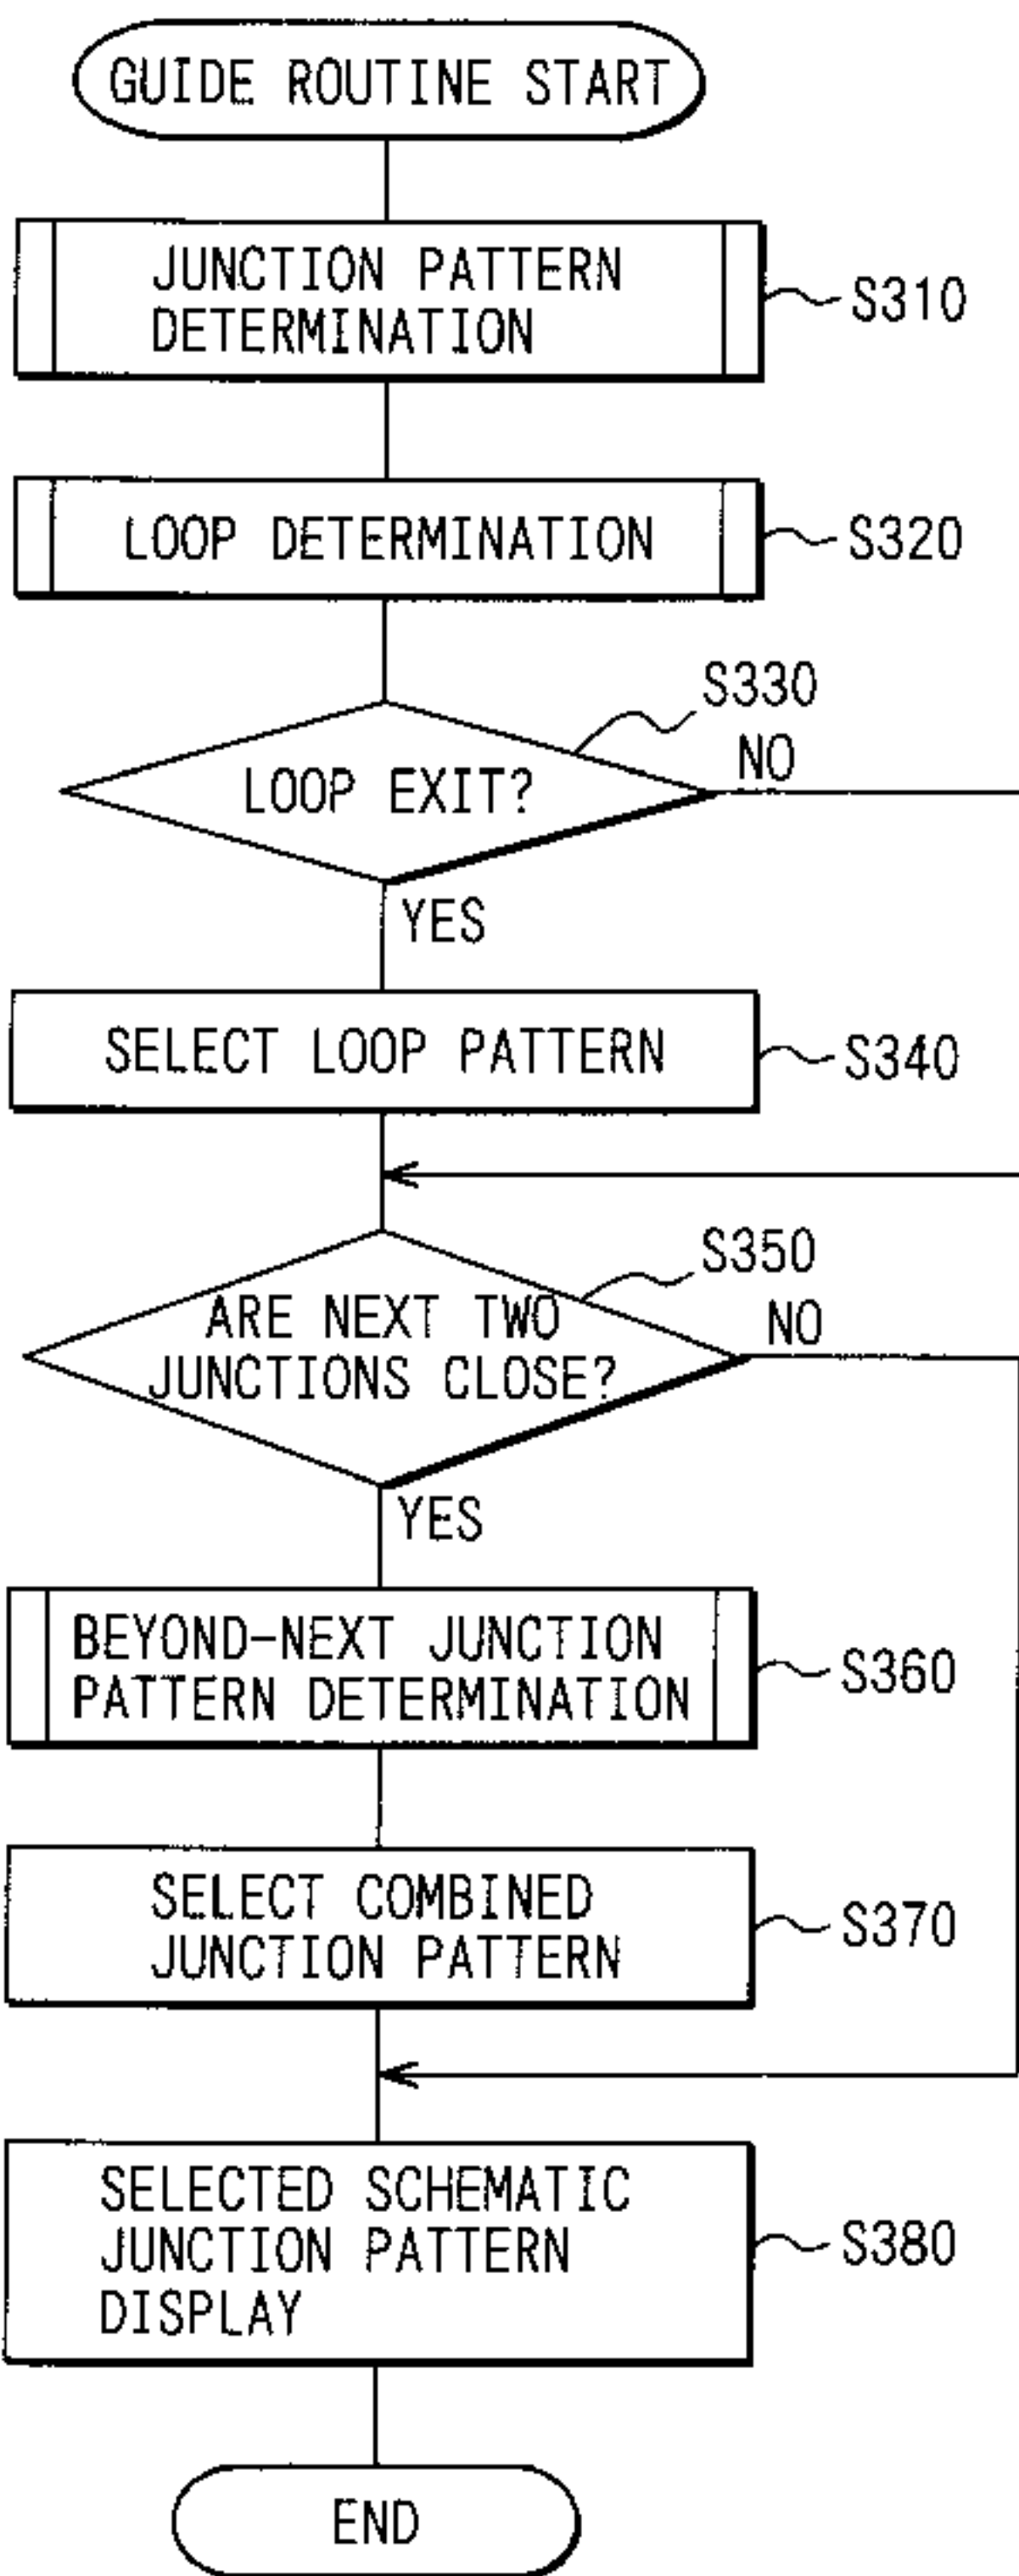 GUIDE ROUTINE START
JUNCTION PATTERN
DETERMINATION
S310
LOOP DETERMINATION
S320
S330
LOOP EXIT?
NO
YES
SELECT LOOP PATTERN
S340
S350
ARE NEXT TWO
JUNCTIONS CLOSE?
NO
YES
BEYOND-NEXT JUNCTION
PATTERN DETERMINATION
S360
SELECT COMBINED
JUNCTION PATTERN
S370
SELECTED SCHEMATIC
JUNCTION PATTERN
DISPLAY
S380
END